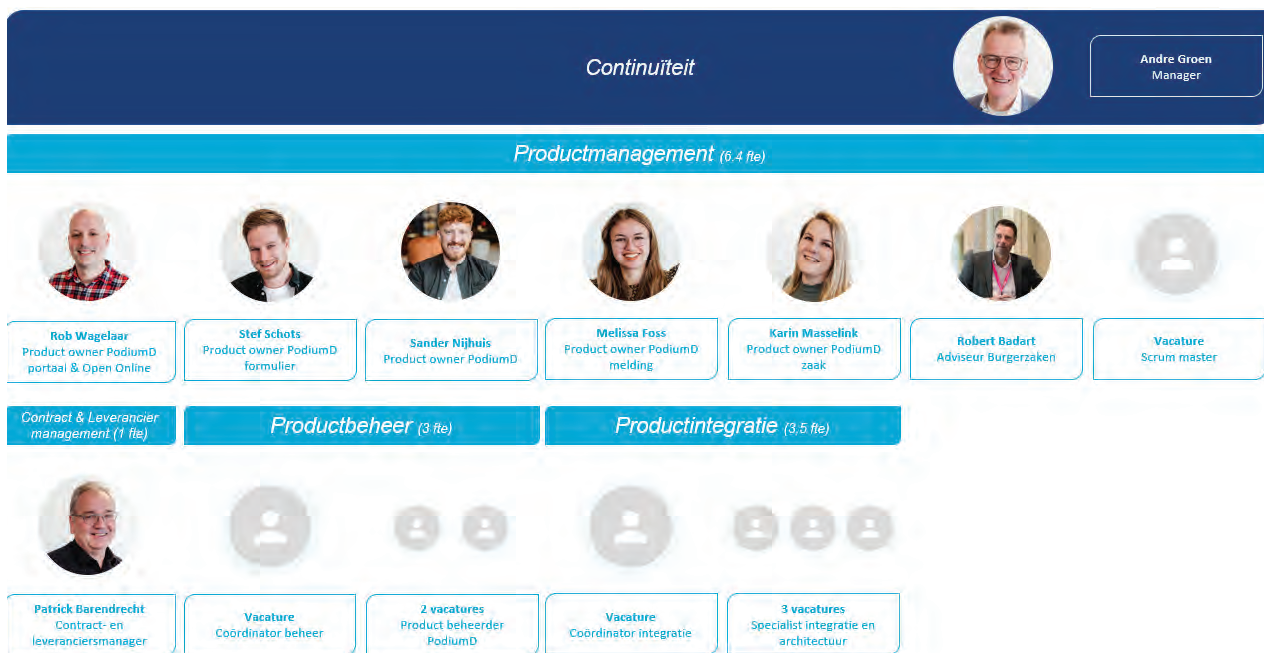 Continuïteit
Andre Groen
Manager
Productmanagement (6,4 fte)
Rob Wagelaar
Product owner PodiumD
portaal & Open Online
Stef Schots
Product owner PodiumD
formulier
Sander Nijhuis
Product owner PodiumD
Melissa Foss
Product owner PodiumD
melding
Karin Masselink
Product owner PodiumD
zaak
Robert Badart
Adviseur Burgerzaken
Vacature
Scrum master
Contract & Leverancier
management (1 fte)
Productbeheer (3 fte)
Productintegratie (3,5 fte)
Patrick Barendrecht
Contract- en
leveranciersmanager
Vacature
Coördinator beheer
2 vacatures
Product beheerder
PodiumD
Vacature
Coördinator integratie
3 vacatures
Specialist integratie en
architectuur